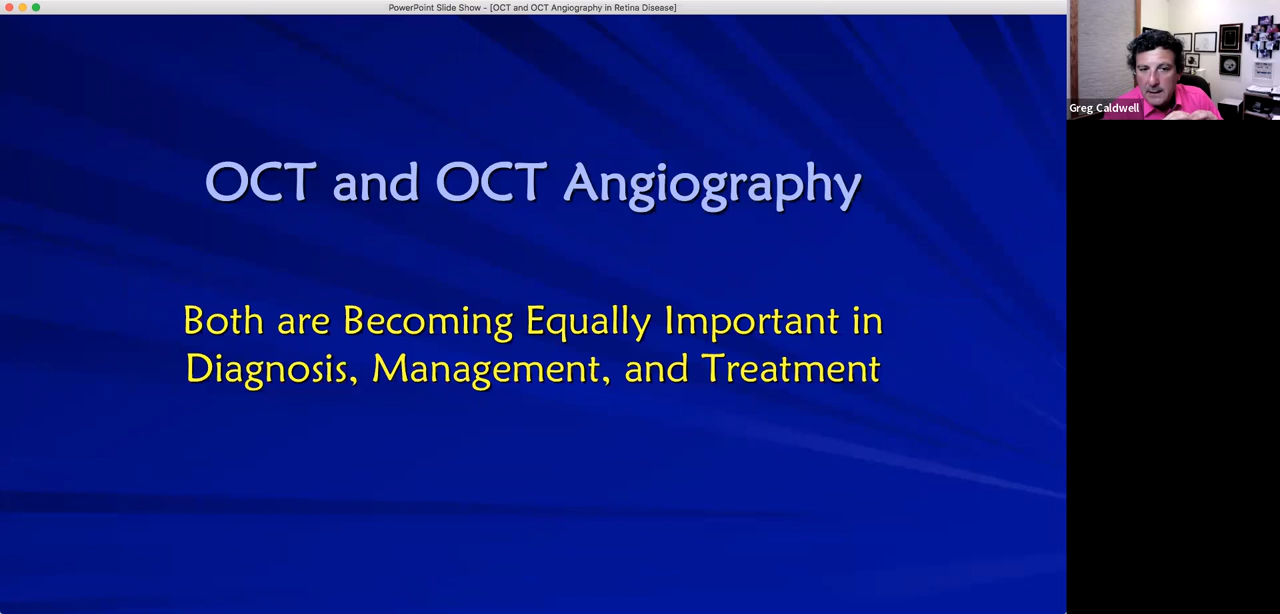 PowerPoint Slide Show - [OCT and OCT Angiography in Retina Disease]
OCT and OCT Angiography
Both are Becoming Equally Important in
Diagnosis, Management, and Treatment
Greg Caldwell